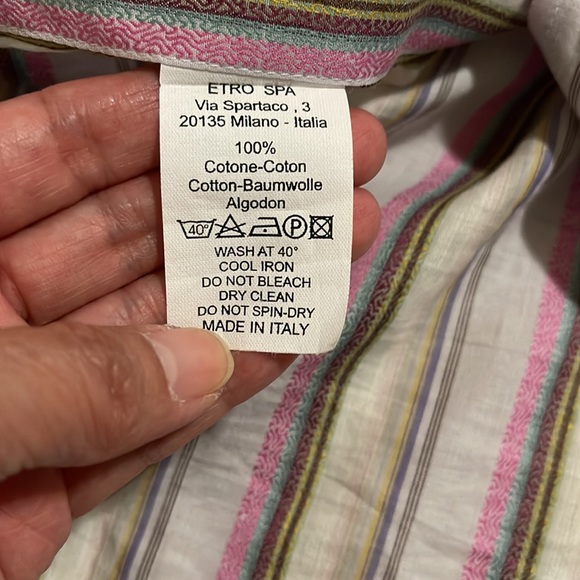 ETRO SPA
Via Spartaco , 3
20135 Milano - Italia
100%
Cotone-Coton
Cotton-Baumwolle
Algodon
40° P
WASH AT 40°
COOL IRON
DO NOT BLEACH
DRY CLEAN
DO NOT SPIN-DRY
MADE IN ITALY